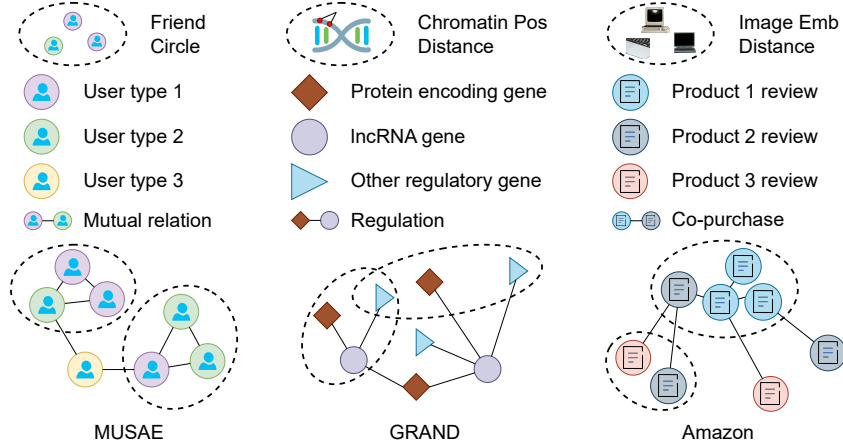 Friend
Circle
User type 1
User type 2
User type 3
Mutual relation
MUSAE
Chromatin Pos
Distance
Protein encoding gene
lncRNA gene
Other regulatory gene
Regulation
GRAND
Image Emb
Distance
Product 1 review
Product 2 review
Product 3 review
Co-purchase
Amazon